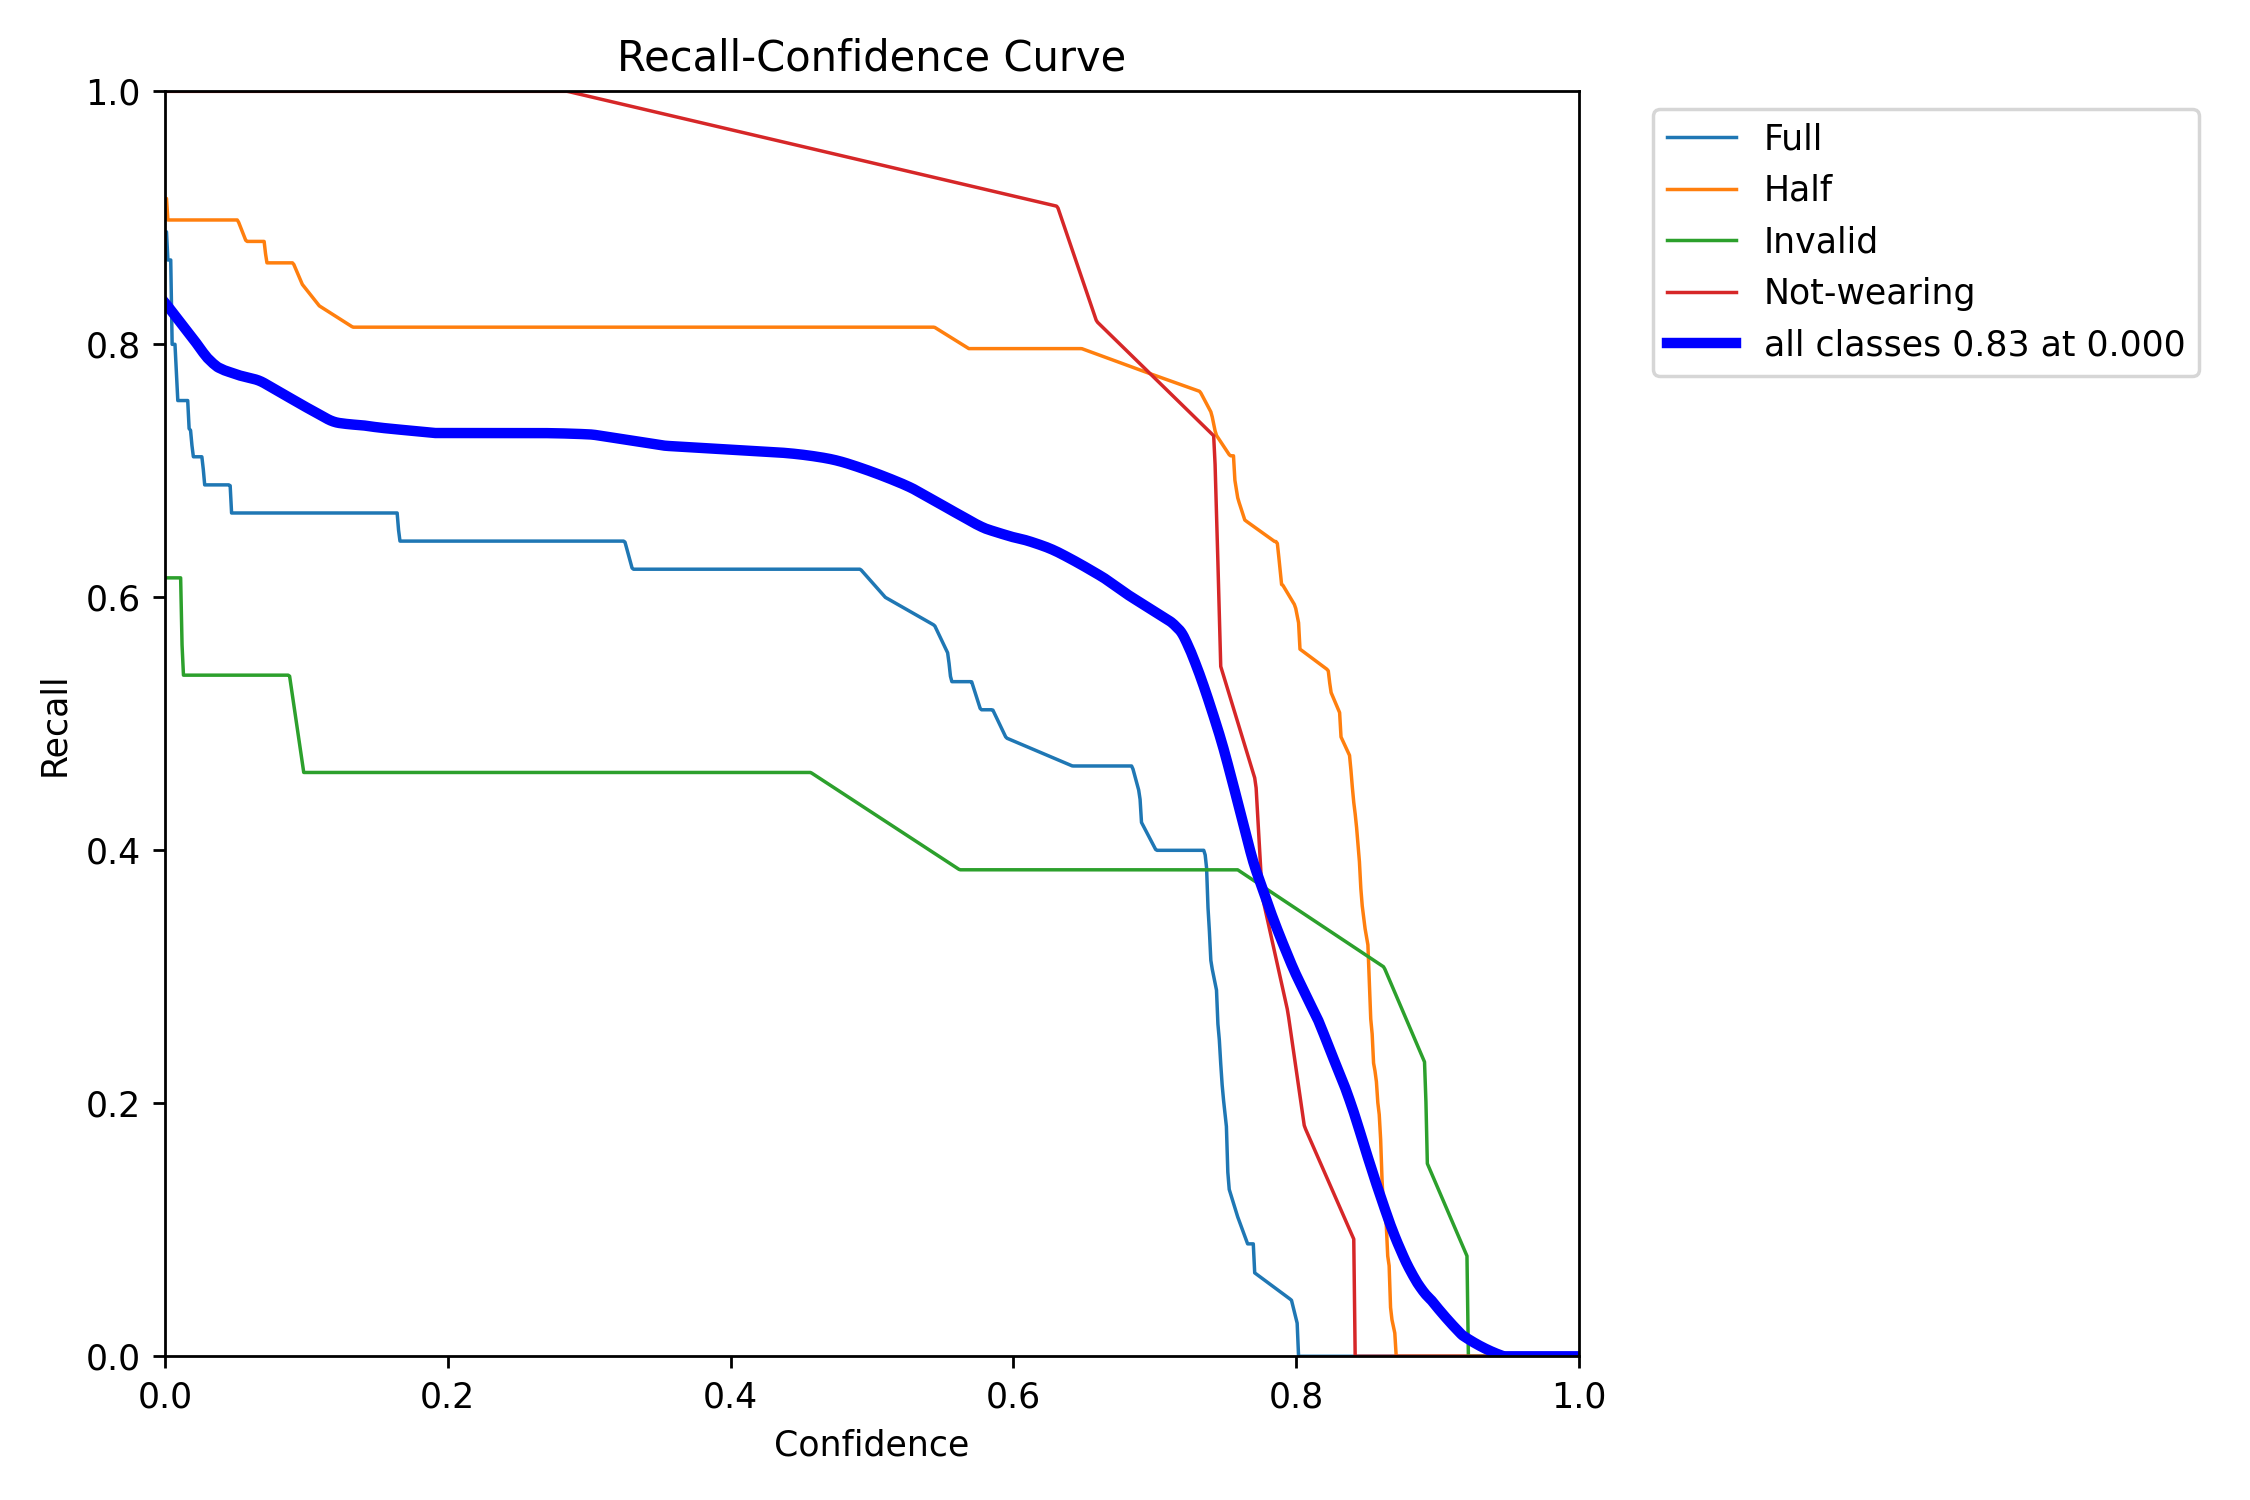 Recall-Confidence Curve
1.0
0.8
0.6
0.4
0.2
0.0
Recall
0.0 0.2 0.4 0.6 0.8 1.0
Confidence
Full
Half
Invalid
Not-wearing
all classes 0.83 at 0.000